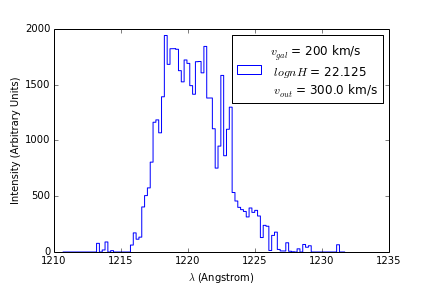 2000
1500
1000
500
0
Intensity (Arbitrary Units)
v_gal = 200 km/s
lognH = 22.125
v_out = 300.0 km/s
1210 1215 1220 1225 1230 1235
λ (Angstrom)